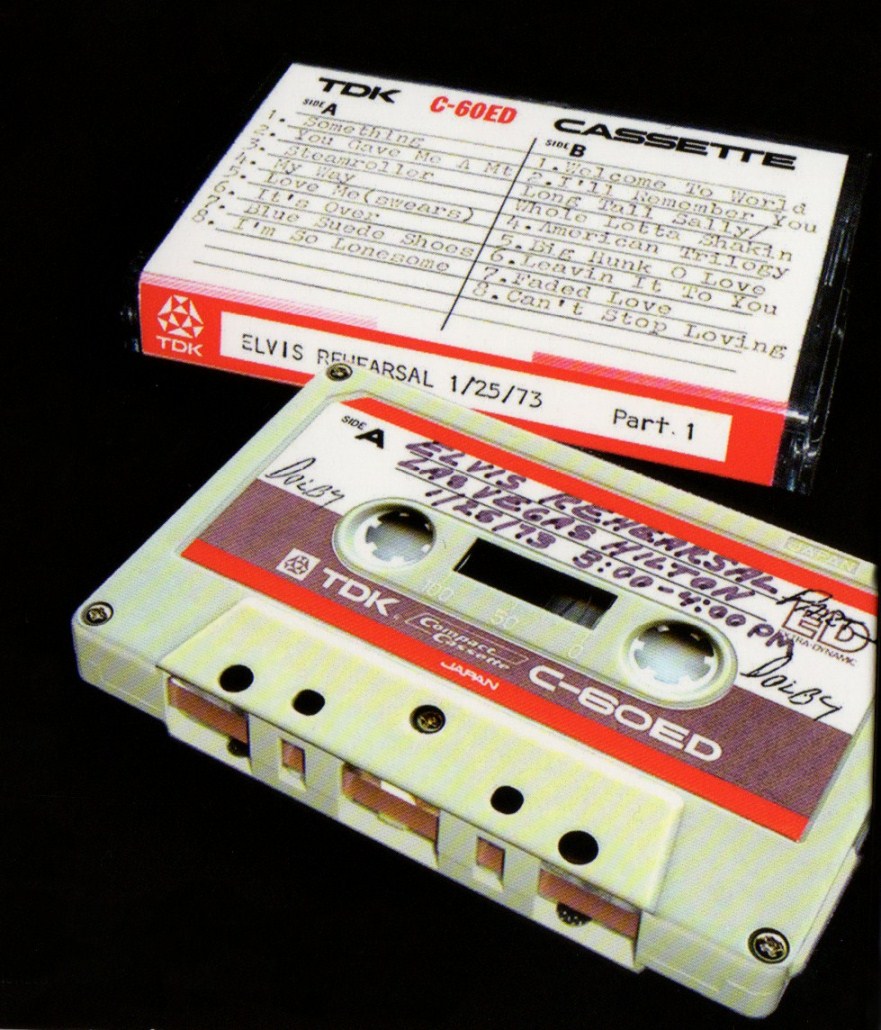 TDK C-60ED CASSETTE
SIDE A
1. Something
2. You Gave Me A Mt
3. Steamroller
4. My Way
5. Love Me(swears)
6. It's Over
7. Blue Suede Shoes
8. I'm So Lonesome
SIDE B
1.Welcome To World
2.I'll Remember You
Long Tall Sally/
Whole Lotta Shakin
4.American Trilogy
5.Big Hunk O Love
6.Leavin It To You
7.Faded Love
8.Can't Stop Loving
TDK
ELVIS REHEARSAL 1/25/73 Part.1
JAPAN
SIDE A
ELVIS REHEARSAL
LAS VEGAS HILTON
1/26/73 3:00-4:00 PM
DOLBY
ED
EXTRA-DYNAMIC
DOLBY
100 50 0
TDK Compact Cassette C-60ED
JAPAN